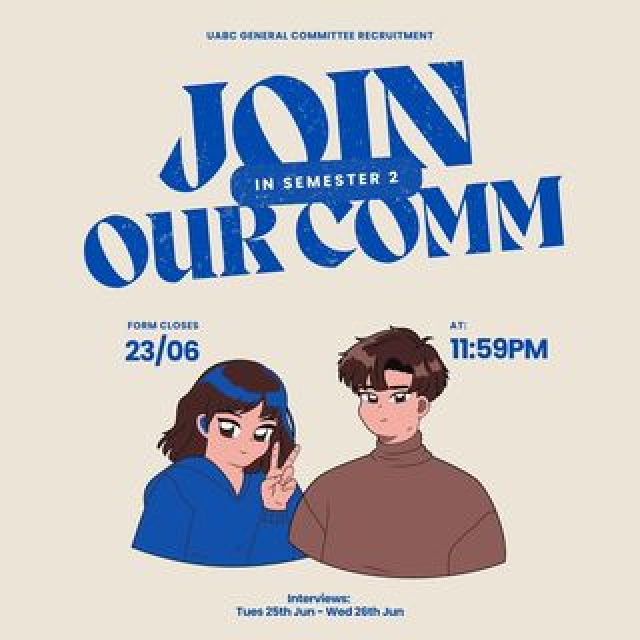 UABC GENERAL COMMITTEE RECRUITMENT
JOIN
IN SEMESTER 2
OUR COMM
FORM CLOSES
23/06
AT:
11:59PM
Interviews:
Tues 25th Jun - Wed 26th Jun